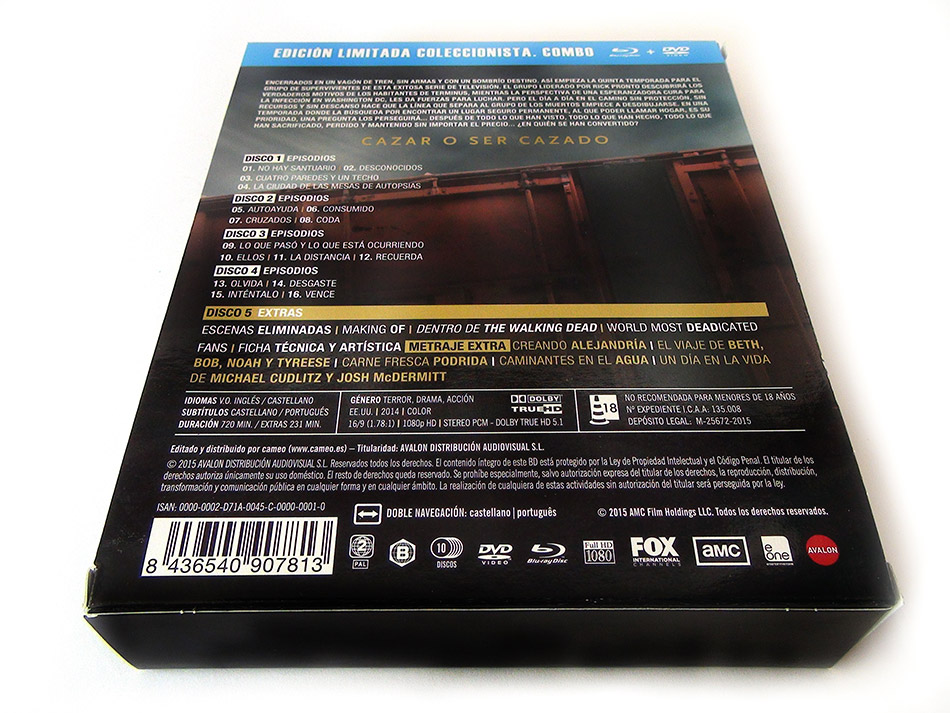 EDICIÓN LIMITADA COLECCIONISTA. COMBO Blu-ray Disc + DVD VIDEO
ENCERRADOS EN UN VAGÓN DE TREN, SIN ARMAS Y CON UN SOMBRÍO DESTINO. ASÍ EMPIEZA LA QUINTA TEMPORADA PARA EL
GRUPO DE SUPERVIVIENTES DE ESTA EXITOSA SERIE DE TELEVISIÓN. EL GRUPO LIDERADO POR RICK PRONTO DESCUBRIRÁ LOS
VERDADEROS MOTIVOS DE LOS HABITANTES DE TERMINUS, MIENTRAS LA PERSPECTIVA DE UNA ESPERANZADORA CURA PARA
LA INFECCIÓN EN WASHINGTON DC, LES DA FUERZAS PARA LUCHAR. PERO EL DÍA A DÍA EN EL CAMINO SIN PROTECCIÓN, SIN
RECURSOS Y SIN DESCANSO HACE QUE LA LÍNEA QUE SEPARA AL GRUPO DE LOS MUERTOS EMPIECE A DESDIBUJARSE. EN UNA
TEMPORADA DONDE LA BÚSQUEDA POR ENCONTRAR UN LUGAR SEGURO PERMANENTE, AL QUE PODER LLAMAR HOGAR, ES SU
PRIORIDAD, UNA PREGUNTA LOS PERSEGUIRÁ... DESPUÉS DE TODO LO QUE HAN VISTO, TODO LO QUE HAN HECHO, TODO LO QUE
HAN SACRIFICADO, PERDIDO Y MANTENIDO SIN IMPORTAR EL PRECIO... ¿EN QUIÉN SE HAN CONVERTIDO?
CAZAR O SER CAZADO
DISCO 1 EPISODIOS
01. NO HAY SANTUARIO | 02. DESCONOCIDOS
03. CUATRO PAREDES Y UN TECHO
04. LA CIUDAD DE LAS MESAS DE AUTOPSIAS
DISCO 2 EPISODIOS
05. AUTOAYUDA | 06. CONSUMIDO
07. CRUZADOS | 08. CODA
DISCO 3 EPISODIOS
09. LO QUE PASÓ Y LO QUE ESTÁ OCURRIENDO
10. ELLOS | 11. LA DISTANCIA | 12. RECUERDA
DISCO 4 EPISODIOS
13. OLVIDA | 14. DESGASTE
15. INTÉNTALO | 16. VENCE
DISCO 5 EXTRAS
ESCENAS ELIMINADAS | MAKING OF | DENTRO DE THE WALKING DEAD | WORLD MOST DEADICATED
FANS | FICHA TÉCNICA Y ARTÍSTICA | METRAJE EXTRA CREANDO ALEJANDRÍA | EL VIAJE DE BETH,
BOB, NOAH Y TYREESE | CARNE FRESCA PODRIDA | CAMINANTES EN EL AGUA | UN DÍA EN LA VIDA
DE MICHAEL CUDLITZ Y JOSH McDERMITT
IDIOMAS V.O. INGLÉS / CASTELLANO
SUBTÍTULOS CASTELLANO / PORTUGUÉS
DURACIÓN 720 MIN. / EXTRAS 231 MIN.
GÉNERO TERROR, DRAMA, ACCIÓN
EE.UU. | 2014 | COLOR
16/9 (1.78:1) | 1080p HD | STEREO PCM - DOLBY TRUE HD 5.1
DOLBY
TRUEHD
18
NO RECOMENDADA PARA MENORES DE 18 AÑOS
Nº EXPEDIENTE I.C.A.A: 135.008
DEPÓSITO LEGAL: M-25672-2015
Editado y distribuido por cameo (www.cameo.es) – Titularidad: AVALON DISTRIBUCIÓN AUDIOVISUAL S.L.
© 2015 AVALON DISTRIBUCIÓN AUDIOVISUAL S.L. Reservados todos los derechos. El contenido íntegro de este BD está protegido por la Ley de Propiedad Intelectual y el Código Penal. El titular de los
derechos autoriza únicamente su uso doméstico. El resto de derechos queda reservado. Se prohíbe especialmente, salvo autorización expresa del titular de los derechos, la reproducción, distribución,
transformación y comunicación pública en cualquier forma y en cualquier ámbito. La realización de cualquiera de estas actividades sin autorización del titular será perseguida por la ley.
ISAN: 0000-0002-D71A-0045-C-0000-0001-0
DOBLE NAVEGACIÓN: castellano | portugués
© 2015 AMC Film Holdings LLC. Todos los derechos reservados.
8 436540 907813
2
PAL
B
10
DISCOS
DVD
VIDEO
Blu-ray Disc
Full HD
1080
FOX
INTERNATIONAL
CHANNELS
amc
e one
AVALON